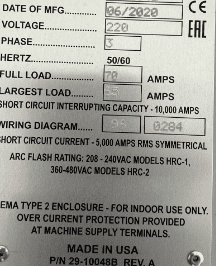 DATE OF MFG. 06/2020 CE
VOLTAGE 220 EAC
PHASE 3
HERTZ 50/60
FULL LOAD 70 AMPS
LARGEST LOAD AMPS
SHORT CIRCUIT INTERRUPTING CAPACITY - 10,000 AMPS
WIRING DIAGRAM 0284
SHORT CIRCUIT CURRENT - 5,000 AMPS RMS SYMMETRICAL
ARC FLASH RATING: 208 - 240VAC MODELS HRC-1,
360-480VAC MODELS HRC-2
EMA TYPE 2 ENCLOSURE - FOR INDOOR USE ONLY.
OVER CURRENT PROTECTION PROVIDED
AT MACHINE SUPPLY TERMINALS.
MADE IN USA
P/N 29-10048B REV. A